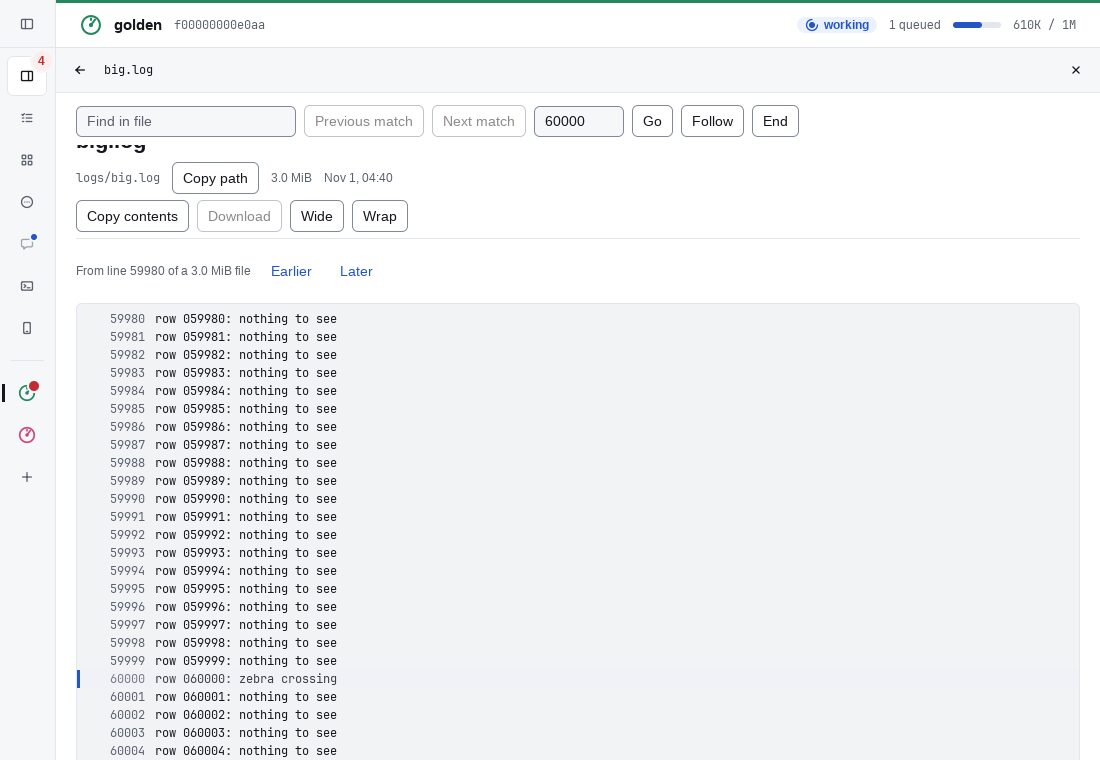 golden f00000000e0aa working 1 queued 610K / 1M
4
big.log
Find in file Previous match Next match 60000 Go Follow End
big.log
logs/big.log Copy path 3.0 MiB Nov 1, 04:40
Copy contents Download Wide Wrap
From line 59980 of a 3.0 MiB file Earlier Later
59980 row 059980: nothing to see
59981 row 059981: nothing to see
59982 row 059982: nothing to see
59983 row 059983: nothing to see
59984 row 059984: nothing to see
59985 row 059985: nothing to see
59986 row 059986: nothing to see
59987 row 059987: nothing to see
59988 row 059988: nothing to see
59989 row 059989: nothing to see
59990 row 059990: nothing to see
59991 row 059991: nothing to see
59992 row 059992: nothing to see
59993 row 059993: nothing to see
59994 row 059994: nothing to see
59995 row 059995: nothing to see
59996 row 059996: nothing to see
59997 row 059997: nothing to see
59998 row 059998: nothing to see
59999 row 059999: nothing to see
60000 row 060000: zebra crossing
60001 row 060001: nothing to see
60002 row 060002: nothing to see
60003 row 060003: nothing to see
60004 row 060004: nothing to see